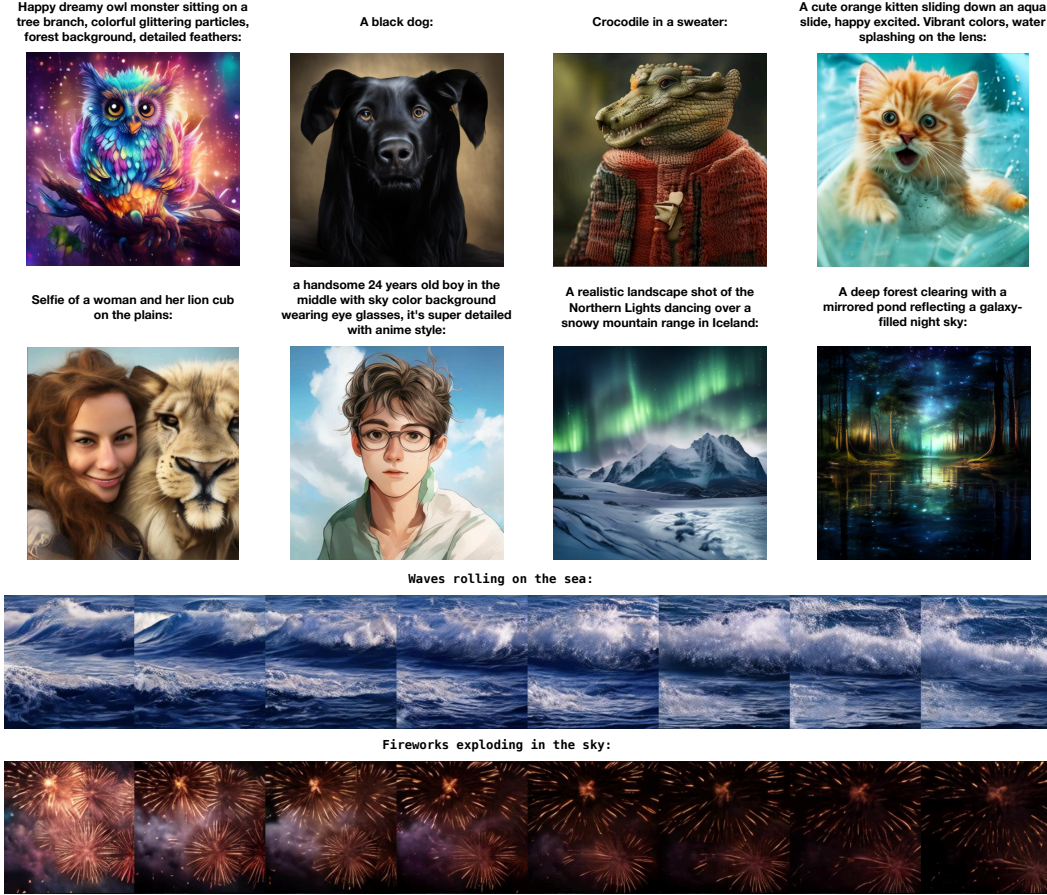 Happy dreamy owl monster sitting on a
tree branch, colorful glittering particles,
forest background, detailed feathers:
A black dog:
Crocodile in a sweater:
A cute orange kitten sliding down an aqua
slide, happy excited. Vibrant colors, water
splashing on the lens:
Selfie of a woman and her lion cub
on the plains:
a handsome 24 years old boy in the
middle with sky color background
wearing eye glasses, it's super detailed
with anime style:
A realistic landscape shot of the
Northern Lights dancing over a
snowy mountain range in Iceland:
A deep forest clearing with a
mirrored pond reflecting a galaxy-
filled night sky:
Waves rolling on the sea:
Fireworks exploding in the sky: